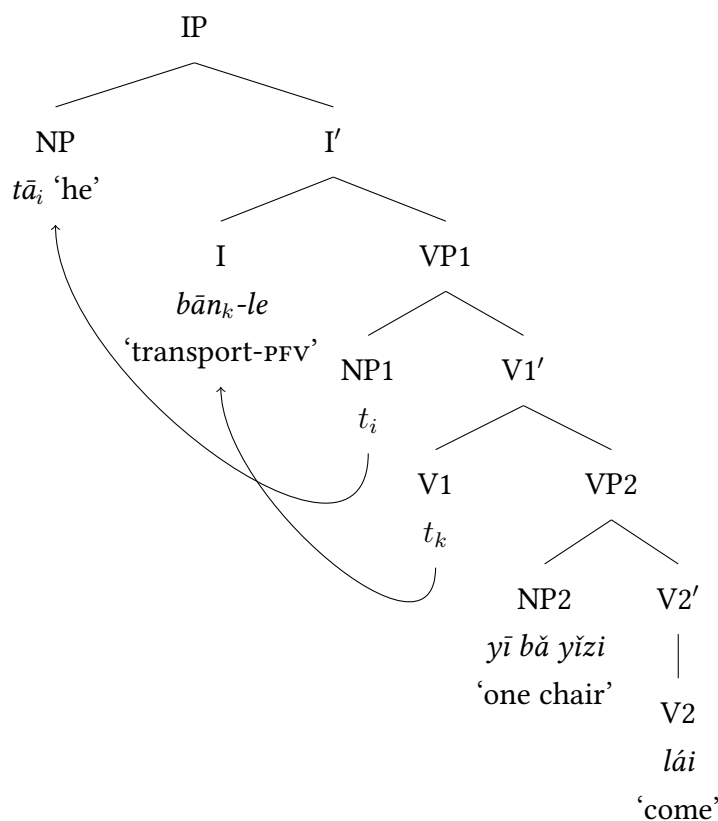 IP
NP I′
tāᵢ ‘he’
I VP1
bānₖ-le
‘transport-PFV’
NP1 V1′
tᵢ
V1 VP2
tₖ
NP2 V2′
yī bǎ yǐzi
‘one chair’
V2
lái
‘come’